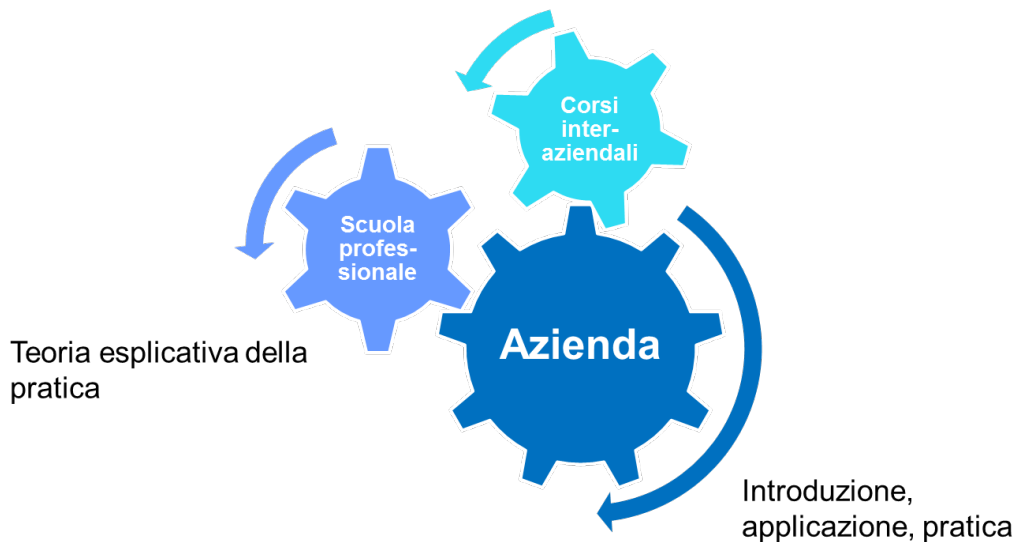 Corsi
inter-
aziendali
Scuola
profes-
sionale
Azienda
Teoria esplicativa della
pratica
Introduzione,
applicazione, pratica